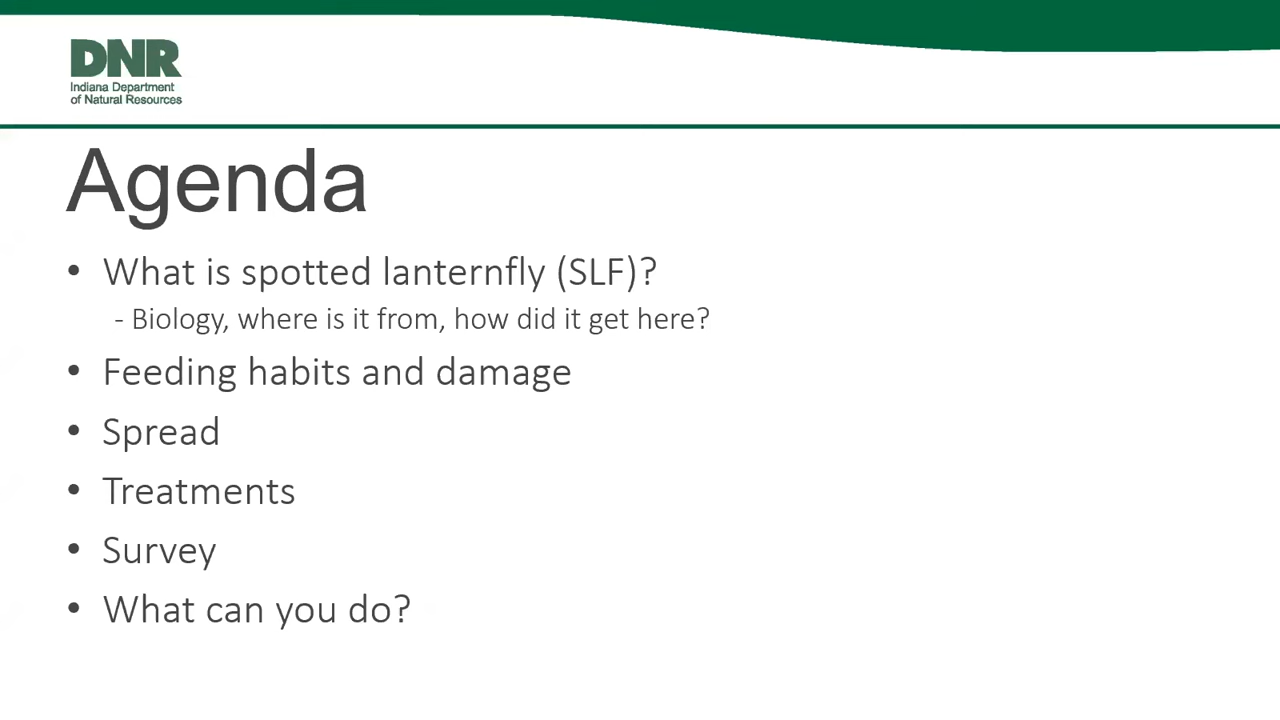 DNR
Indiana Department
of Natural Resources
Agenda
• What is spotted lanternfly (SLF)?
- Biology, where is it from, how did it get here?
• Feeding habits and damage
• Spread
• Treatments
• Survey
• What can you do?